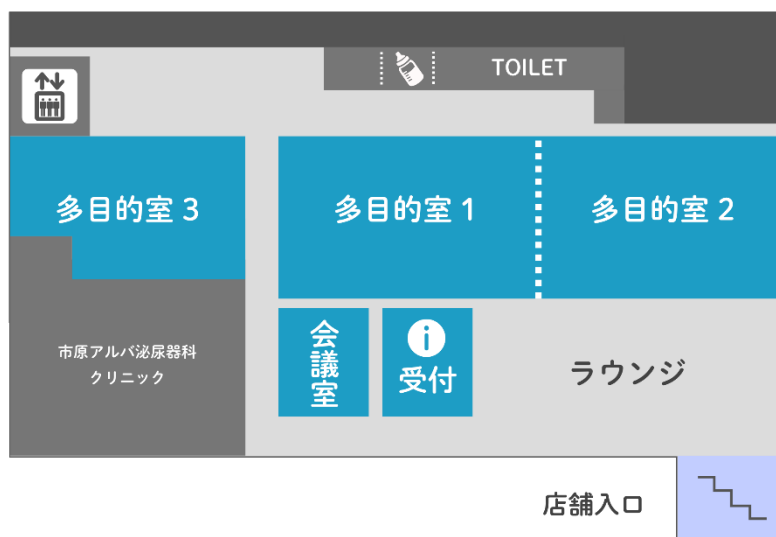 TOILET
多目的室 3
多目的室 1
多目的室 2
会議室
i
受付
市原アルバ泌尿器科
クリニック
ラウンジ
店舗入口